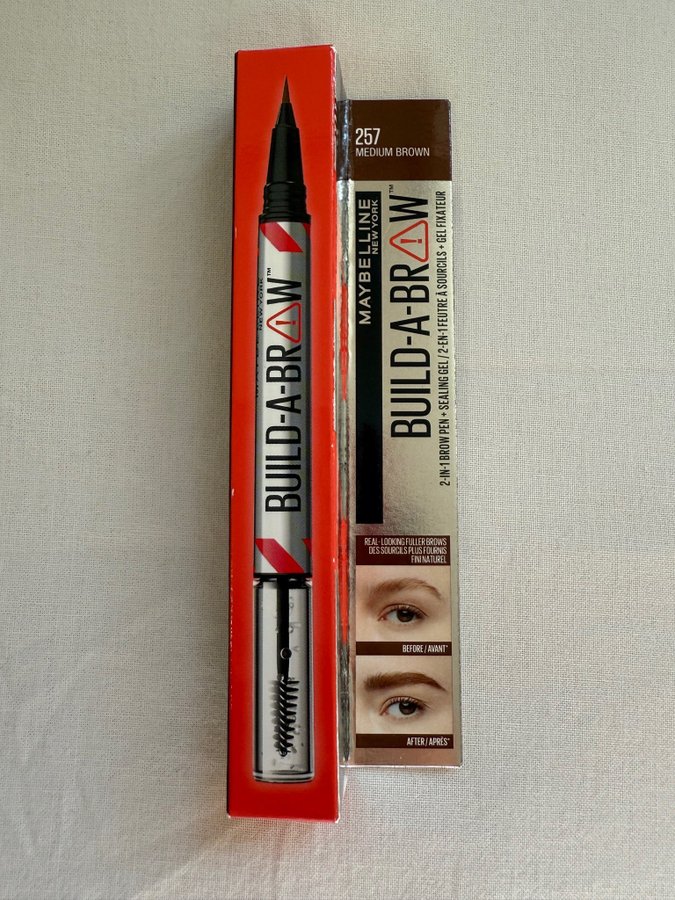 257
MEDIUM BROWN
MAYBELLINE
NEW YORK
BUILD-A-BROW™
2-IN-1 BROW PEN + SEALING GEL / 2-EN-1 FEUTRE À SOURCILS + GEL FIXATEUR
REAL-LOOKING FULLER BROWS
DES SOURCILS PLUS FOURNIS
FINI NATUREL
BEFORE / AVANT*
AFTER / APRÈS*
NEW YORK
BUILD-A-BROW™